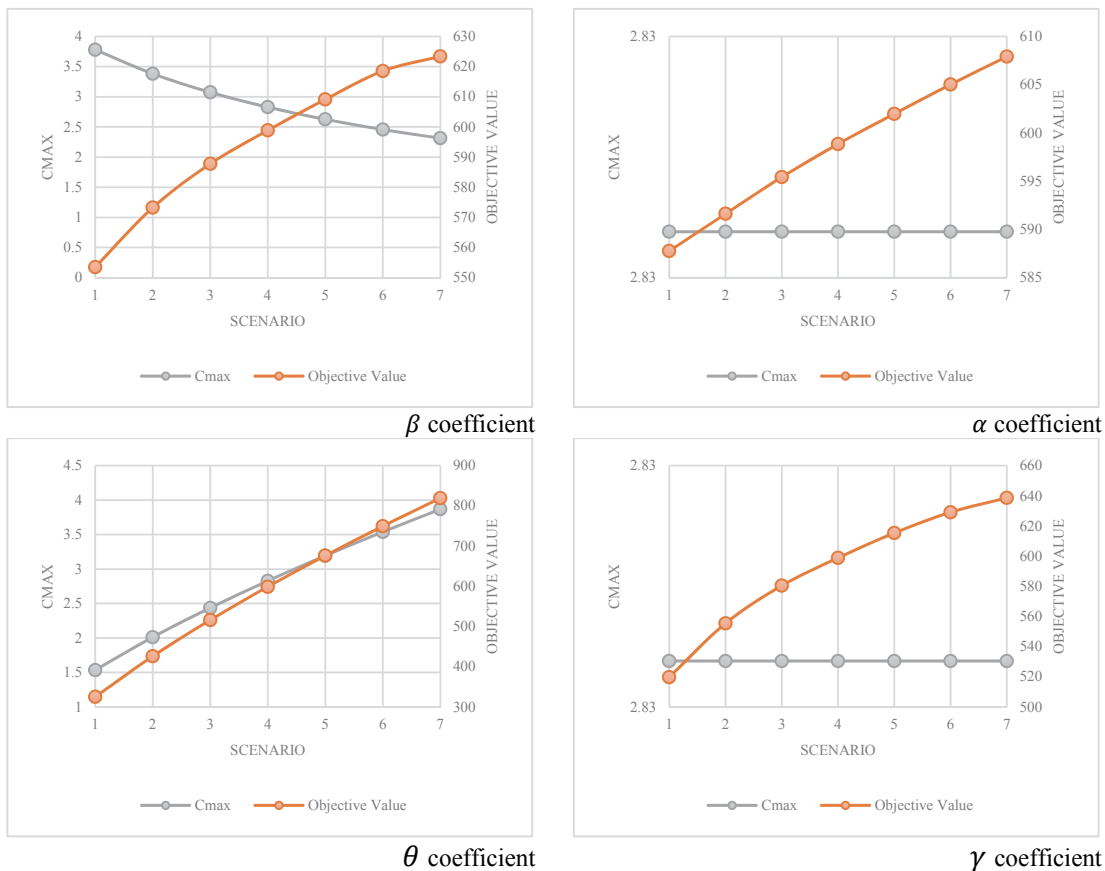 4
3.5
3
2.5
2
1.5
1
0.5
0
CMAX
630
620
610
600
590
580
570
560
550
OBJECTIVE VALUE
1 2 3 4 5 6 7
SCENARIO
Cmax Objective Value
β coefficient
2.83
2.83
CMAX
610
605
600
595
590
585
OBJECTIVE VALUE
1 2 3 4 5 6 7
SCENARIO
Cmax Objective Value
α coefficient
4.5
4
3.5
3
2.5
2
1.5
1
CMAX
900
800
700
600
500
400
300
OBJECTIVE VALUE
1 2 3 4 5 6 7
SCENARIO
Cmax Objective Value
θ coefficient
2.83
2.83
CMAX
660
640
620
600
580
560
540
520
500
OBJECTIVE VALUE
1 2 3 4 5 6 7
SCENARIO
Cmax Objective Value
γ coefficient